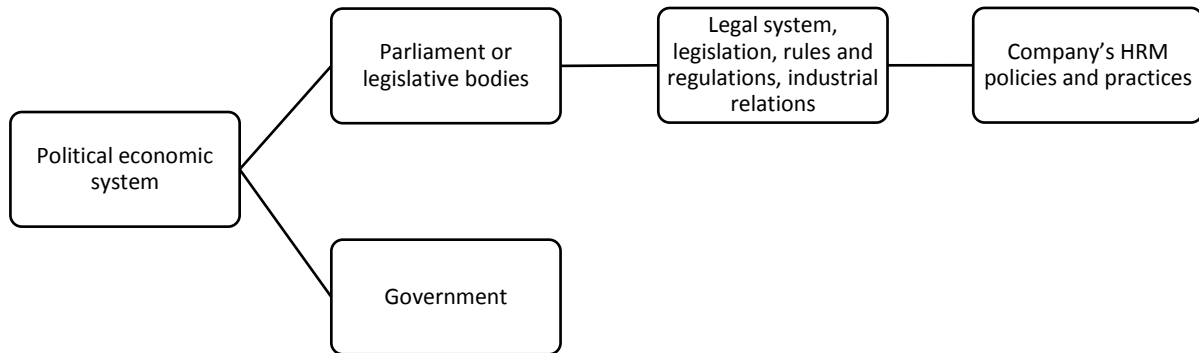 Political economic
system
Parliament or
legislative bodies
Legal system,
legislation, rules and
regulations, industrial
relations
Company’s HRM
policies and practices
Government